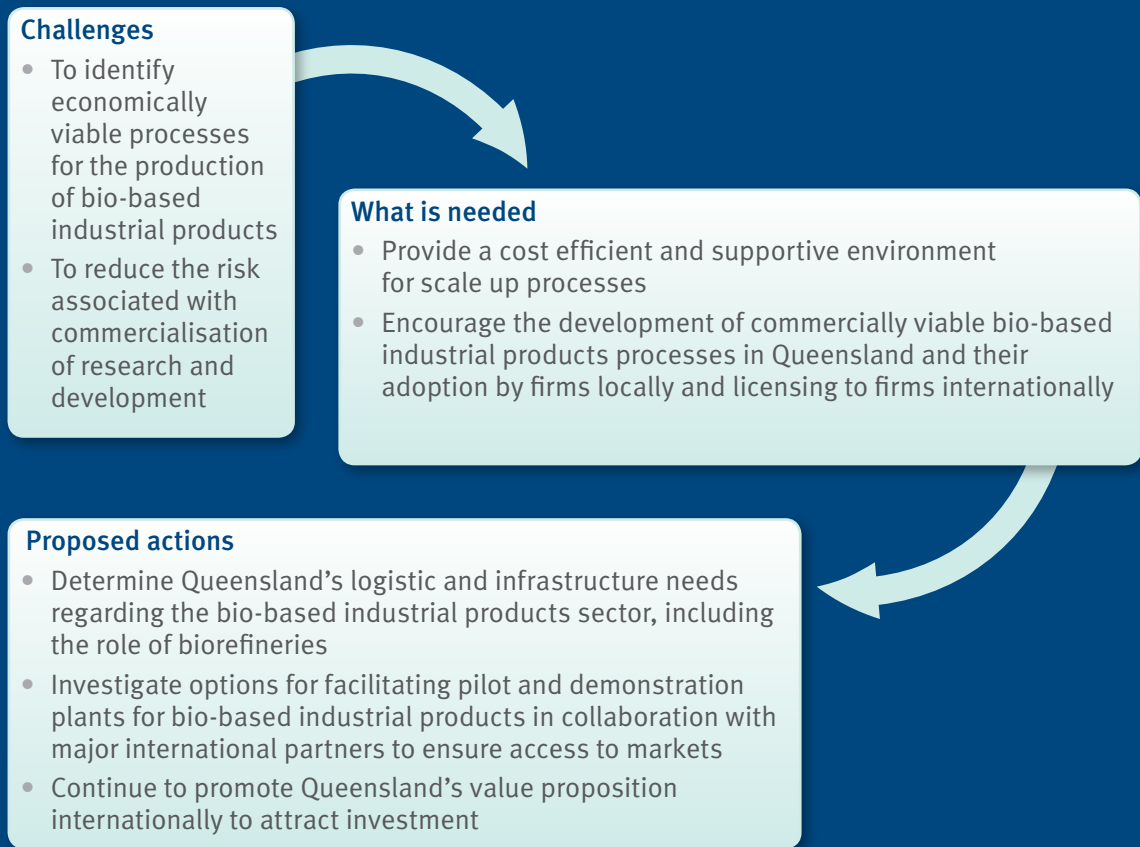 Challenges
• To identify
economically
viable processes
for the production
of bio-based
industrial products
• To reduce the risk
associated with
commercialisation
of research and
development
What is needed
• Provide a cost efficient and supportive environment
for scale up processes
• Encourage the development of commercially viable bio-based
industrial products processes in Queensland and their
adoption by firms locally and licensing to firms internationally
Proposed actions
• Determine Queensland’s logistic and infrastructure needs
regarding the bio-based industrial products sector, including
the role of biorefineries
• Investigate options for facilitating pilot and demonstration
plants for bio-based industrial products in collaboration with
major international partners to ensure access to markets
• Continue to promote Queensland’s value proposition
internationally to attract investment